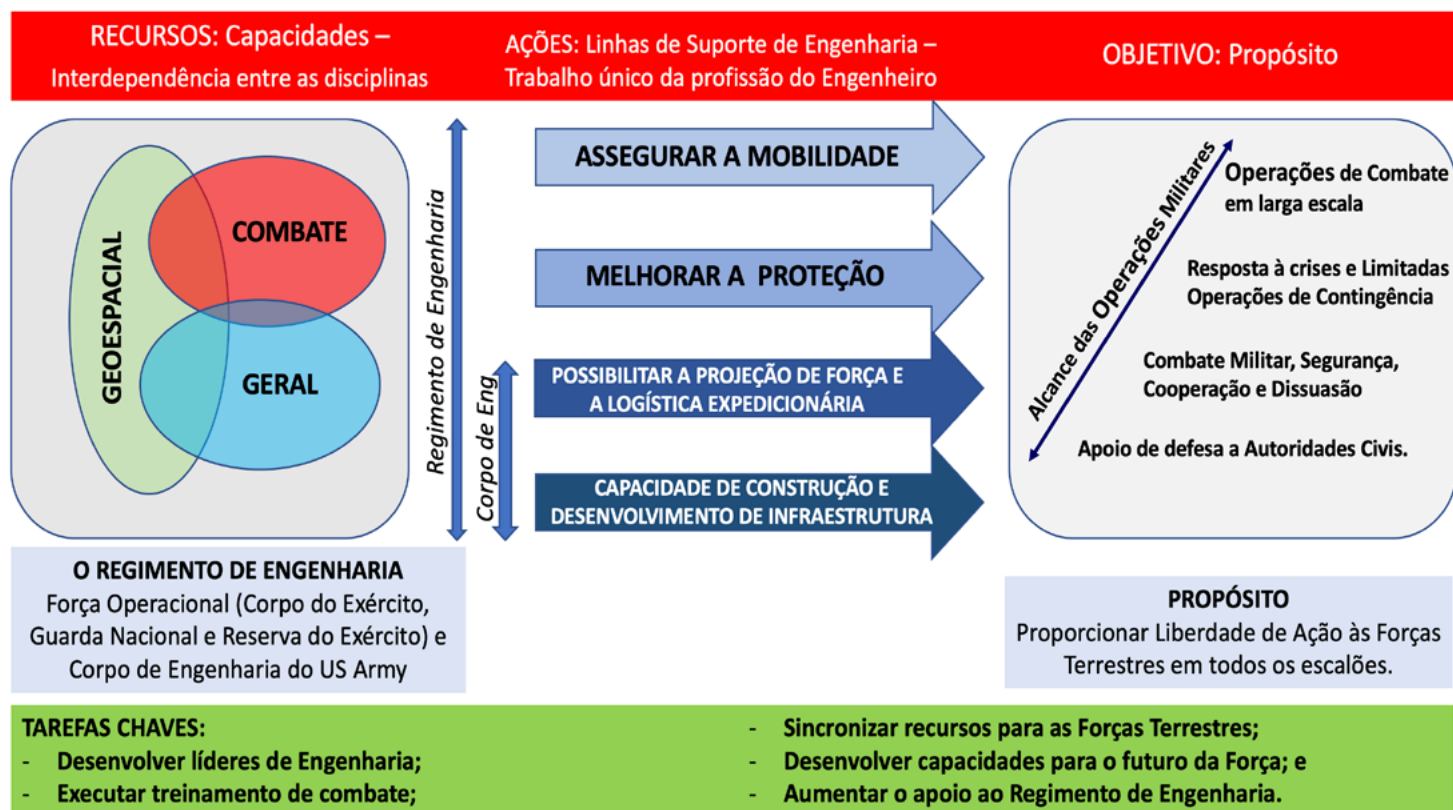 RECURSOS: Capacidades –
Interdependência entre as disciplinas
AÇÕES: Linhas de Suporte de Engenharia –
Trabalho único da profissão do Engenheiro
OBJETIVO: Propósito
GEOESPACIAL
COMBATE
GERAL
Regimento de Engenharia
Corpo de Eng
ASSEGURAR A MOBILIDADE
MELHORAR A PROTEÇÃO
POSSIBILITAR A PROJEÇÃO DE FORÇA E
A LOGÍSTICA EXPEDICIONÁRIA
CAPACIDADE DE CONSTRUÇÃO E
DESENVOLVIMENTO DE INFRAESTRUTURA
Alcance das Operações Militares
Operações de Combate
em larga escala
Resposta à crises e Limitadas
Operações de Contingência
Combate Militar, Segurança,
Cooperação e Dissuasão
Apoio de defesa a Autoridades Civis.
O REGIMENTO DE ENGENHARIA
Força Operacional (Corpo do Exército,
Guarda Nacional e Reserva do Exército) e
Corpo de Engenharia do US Army
PROPÓSITO
Proporcionar Liberdade de Ação às Forças
Terrestres em todos os escalões.
TAREFAS CHAVES:
- Desenvolver líderes de Engenharia;
- Executar treinamento de combate;
- Sincronizar recursos para as Forças Terrestres;
- Desenvolver capacidades para o futuro da Força; e
- Aumentar o apoio ao Regimento de Engenharia.